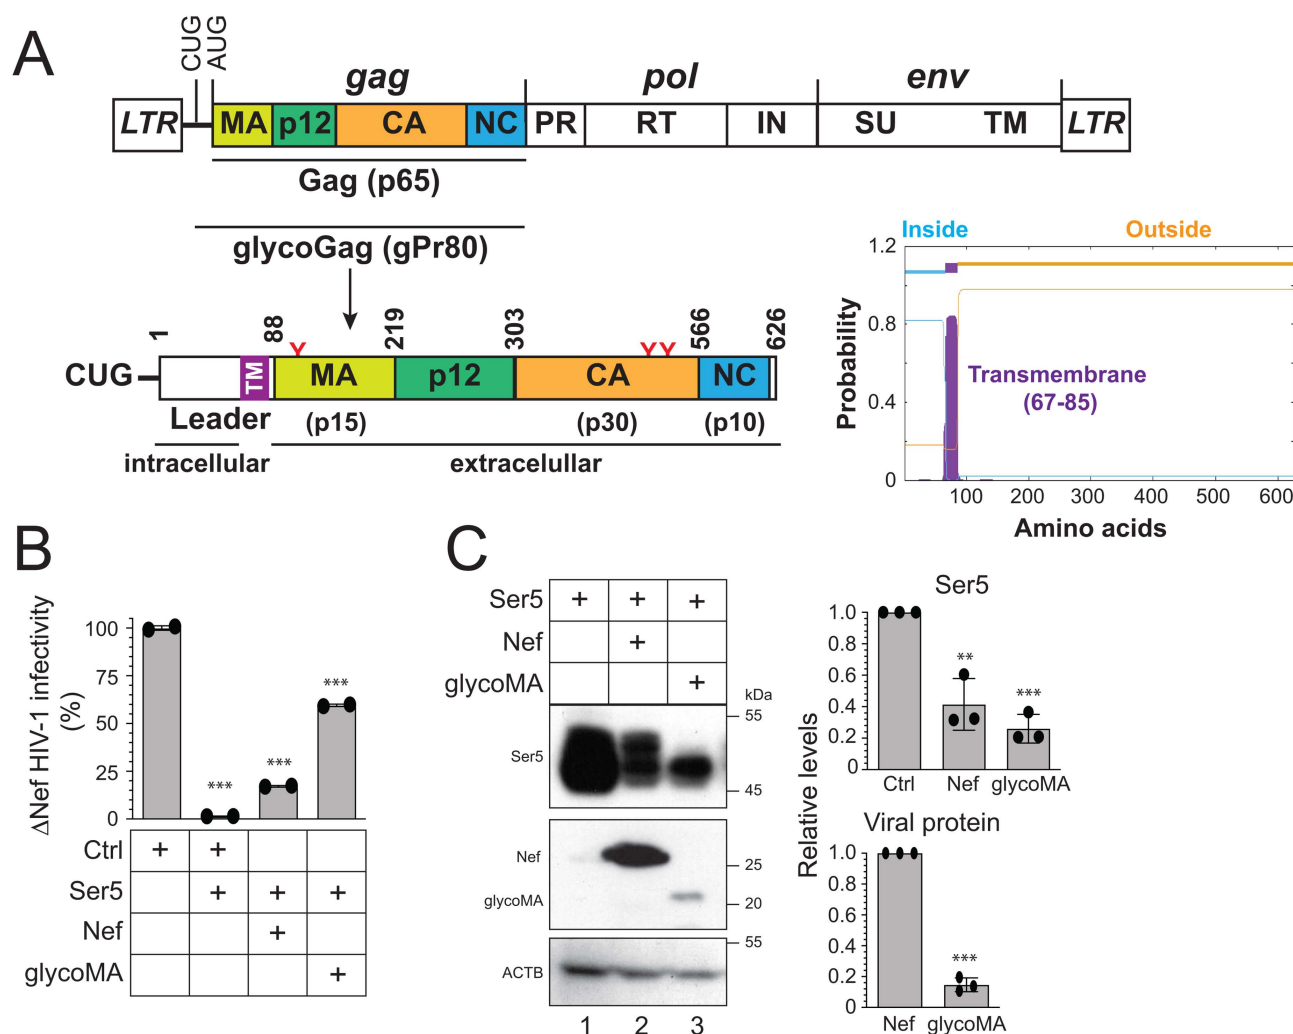 A
CUG
AUG
gag pol env
LTR MA p12 CA NC PR RT IN SU TM LTR
Gag (p65)
glycoGag (gPr80)
1 88 219 303 566 626
Y Y Y
CUG TM MA p12 CA NC
Leader (p15) (p30) (p10)
intracellular extracelullar
Inside Outside
1.2
0.8
0.4
0
Probability
Transmembrane
(67-85)
100 200 300 400 500 600
Amino acids
B
ΔNef HIV-1 infectivity
(%)
100
75
50
25
0
*** *** ***
Ctrl + +
Ser5 + + +
Nef +
glycoMA +
C
Ser5 + + +
Nef +
glycoMA +
kDa
55
Ser5
45
Nef
25
glycoMA
20
55
ACTB
1 2 3
Relative levels
Ser5
1.0
0.8
0.6
0.4
0.2
0
** ***
Ctrl Nef glycoMA
Viral protein
1.0
0.8
0.6
0.4
0.2
0
***
Nef glycoMA